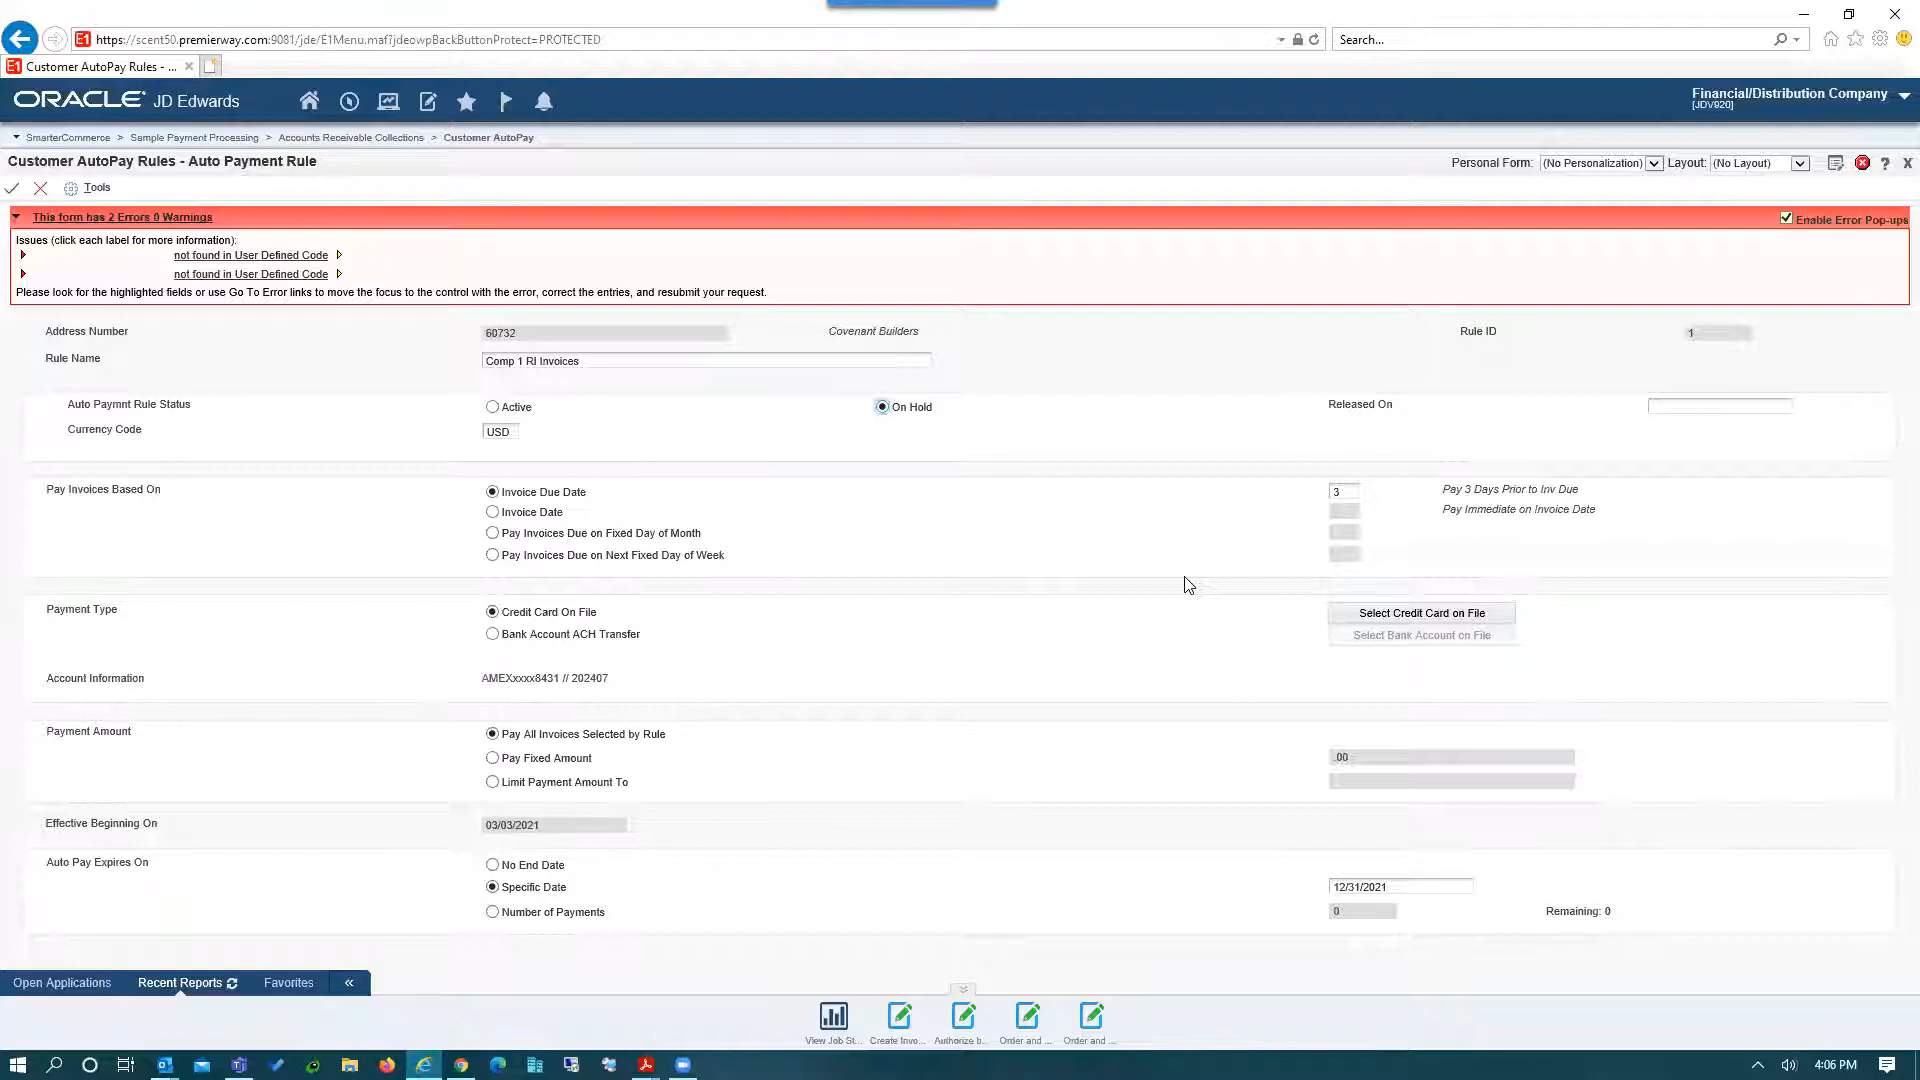 https://scent50.premierway.com:9081/jde/E1Menu.maf?jdeowpBackButtonProtect=PROTECTED
Search...
Customer AutoPay Rules - ...
ORACLE JD Edwards
Financial/Distribution Company
[JDV920]
SmarterCommerce > Sample Payment Processing > Accounts Receivable Collections > Customer AutoPay
Customer AutoPay Rules - Auto Payment Rule
Personal Form: (No Personalization) Layout: (No Layout)
Tools
This form has 2 Errors 0 Warnings
Enable Error Pop-ups
Issues (click each label for more information):
not found in User Defined Code
not found in User Defined Code
Please look for the highlighted fields or use Go To Error links to move the focus to the control with the error, correct the entries, and resubmit your request.
Address Number 60732 Covenant Builders Rule ID 1
Rule Name Comp 1 RI Invoices
Auto Paymnt Rule Status Active On Hold Released On
Currency Code USD
Pay Invoices Based On Invoice Due Date 3 Pay 3 Days Prior to Inv Due
Invoice Date Pay Immediate on Invoice Date
Pay Invoices Due on Fixed Day of Month
Pay Invoices Due on Next Fixed Day of Week
Payment Type Credit Card On File Select Credit Card on File
Bank Account ACH Transfer Select Bank Account on File
Account Information AMEXxxxx8431 // 202407
Payment Amount Pay All Invoices Selected by Rule
Pay Fixed Amount .00
Limit Payment Amount To
Effective Beginning On 03/03/2021
Auto Pay Expires On No End Date
Specific Date 12/31/2021
Number of Payments 0 Remaining: 0
Open Applications Recent Reports Favorites «
View Job St... Create Invo... Authorize b... Order and ... Order and ...
4:06 PM